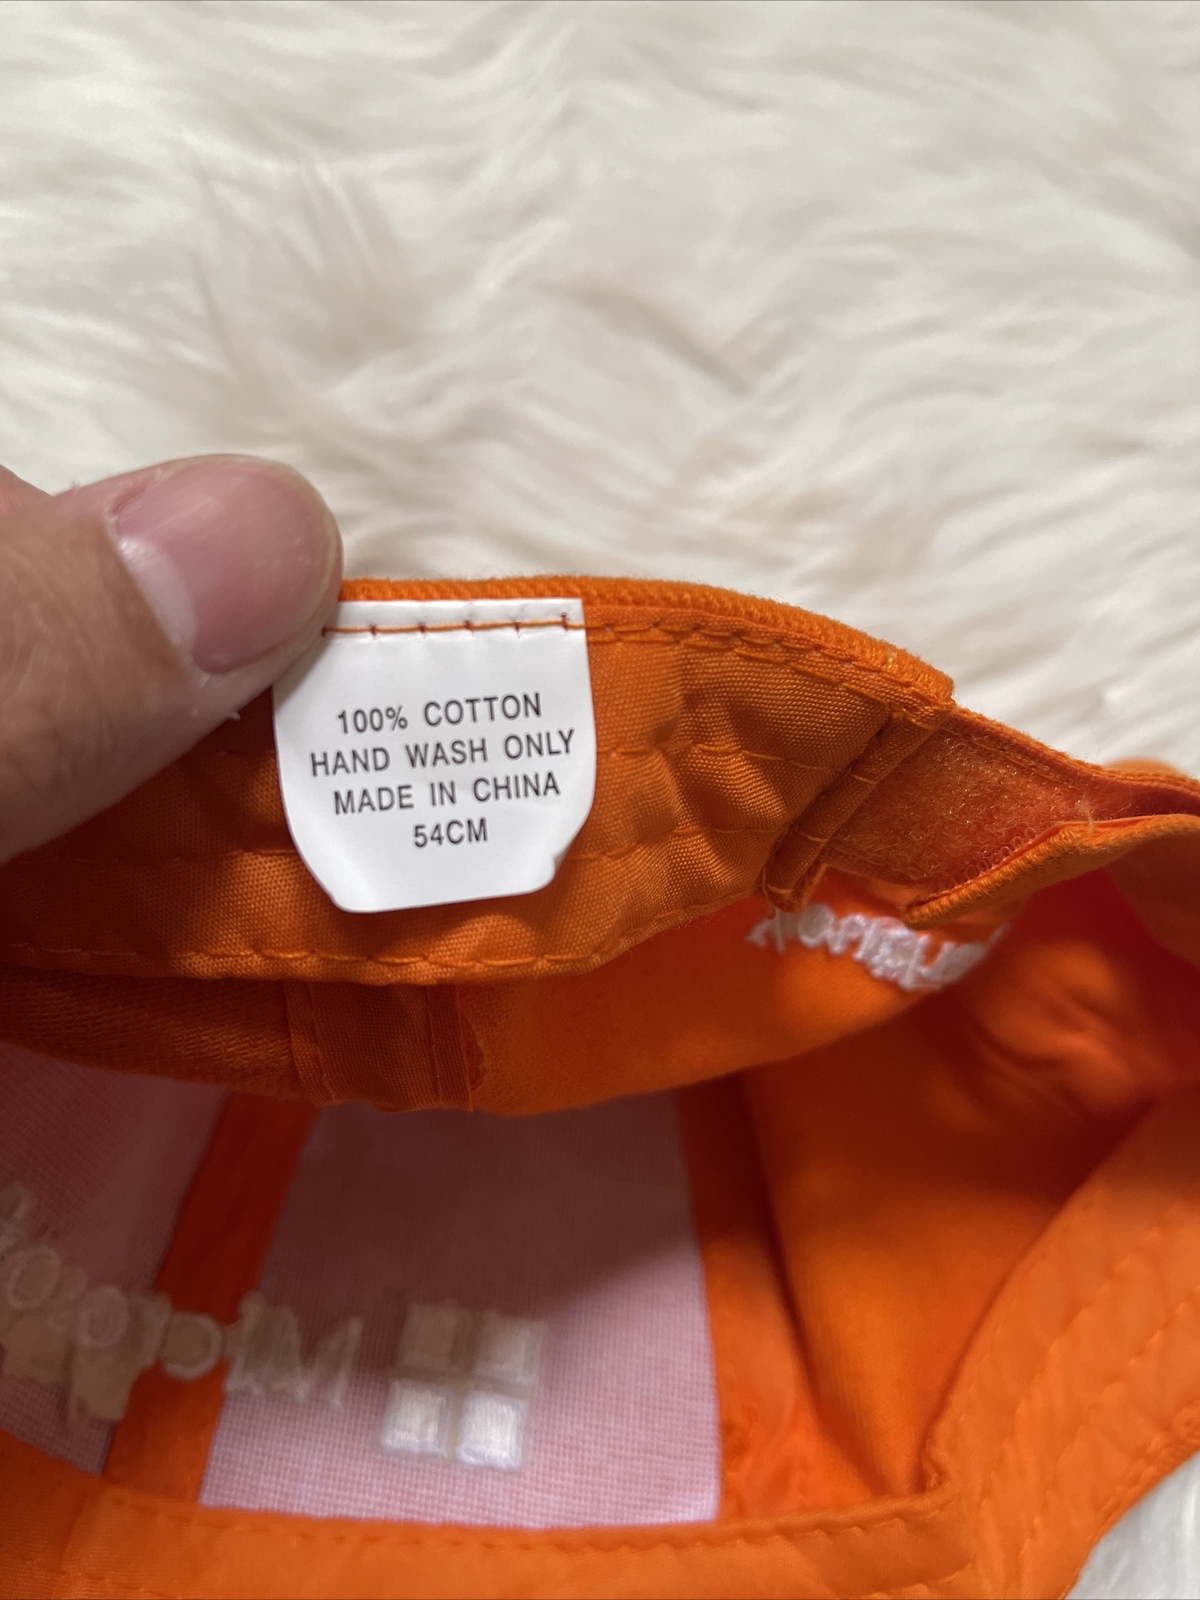 100% COTTON
HAND WASH ONLY
MADE IN CHINA
54CM